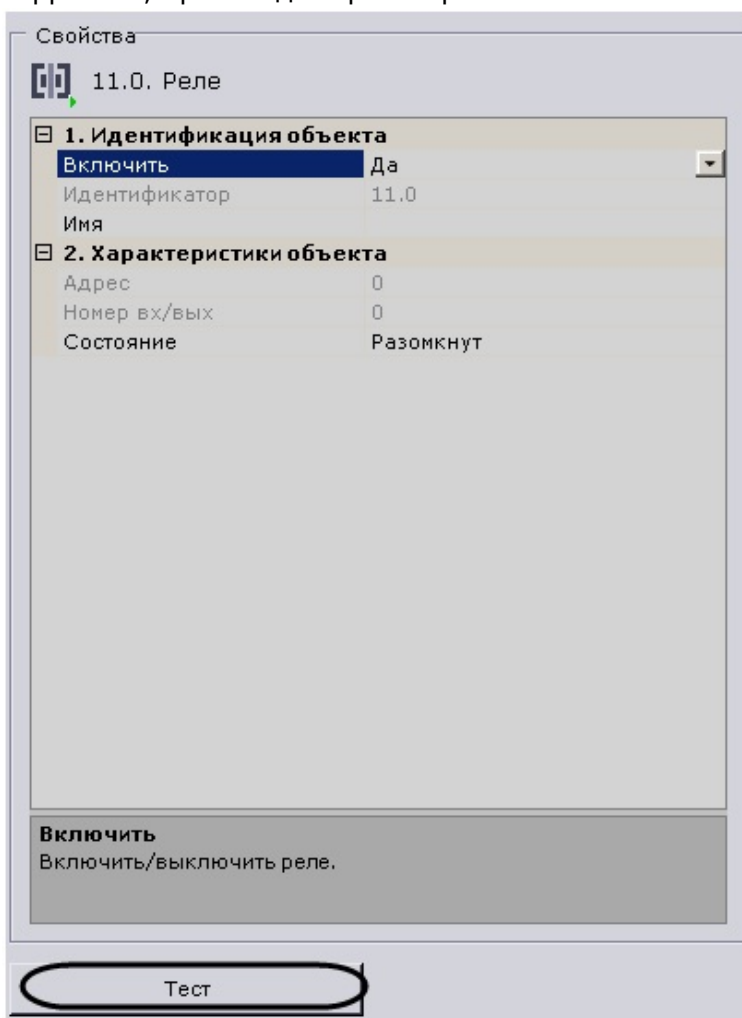 Свойства
11.0. Реле
1. Идентификация объекта
Включить Да
Идентификатор 11.0
Имя
2. Характеристики объекта
Адрес 0
Номер вх/вых 0
Состояние Разомкнут
Включить
Включить/выключить реле.
Тест